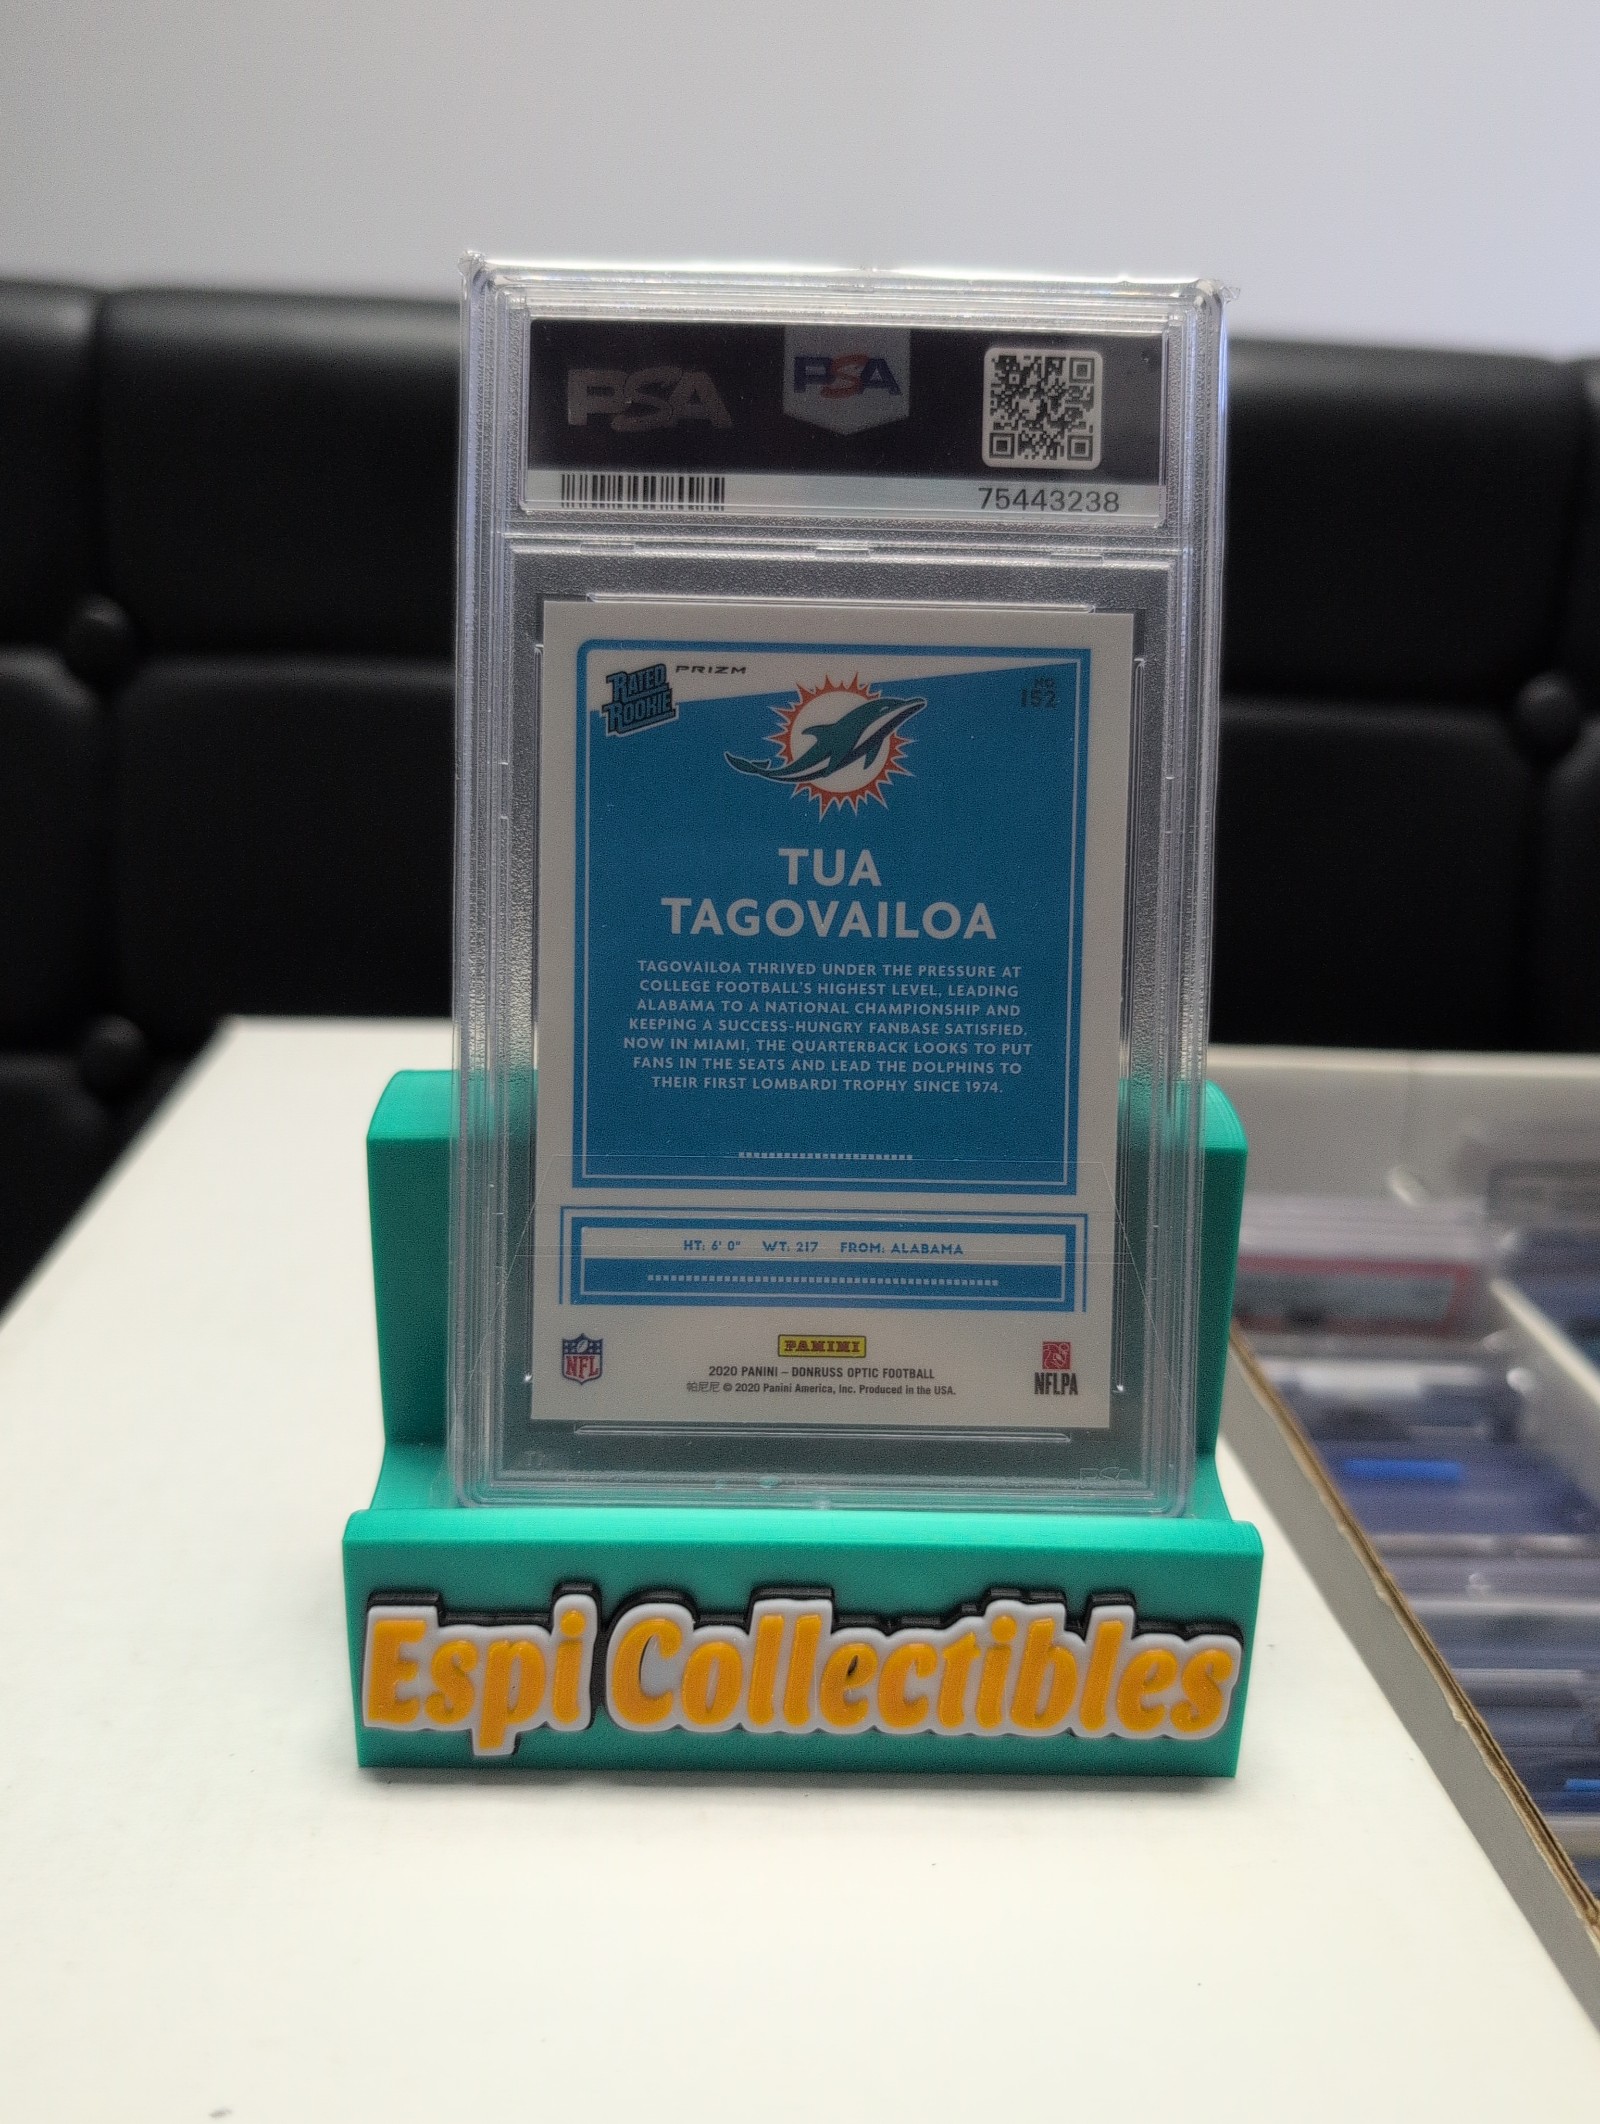 PSA
PSA
75443238
RATED
ROOKIE
PRIZM
NO.
152
TUA
TAGOVAILOA
TAGOVAILOA THRIVED UNDER THE PRESSURE AT
COLLEGE FOOTBALL'S HIGHEST LEVEL, LEADING
ALABAMA TO A NATIONAL CHAMPIONSHIP AND
KEEPING A SUCCESS-HUNGRY FANBASE SATISFIED.
NOW IN MIAMI, THE QUARTERBACK LOOKS TO PUT
FANS IN THE SEATS AND LEAD THE DOLPHINS TO
THEIR FIRST LOMBARDI TROPHY SINCE 1974.
HT: 6' 0" WT: 217 FROM: ALABAMA
NFL
PANINI
2020 PANINI – DONRUSS OPTIC FOOTBALL
帕尼尼 © 2020 Panini America, Inc. Produced in the USA.
NFLPA
PSA
Espi Collectibles